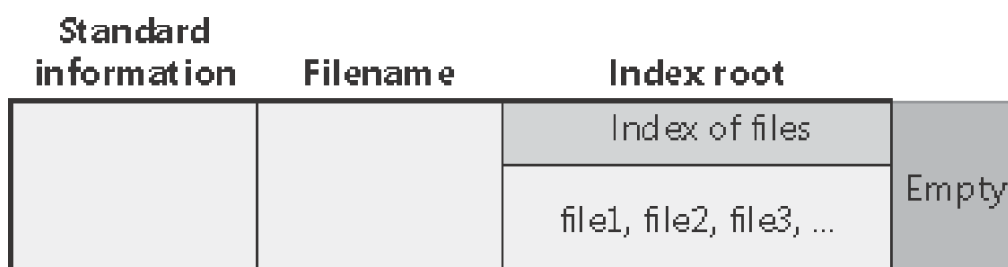 Standard
information
Filename
Index root
Index of files
file1, file2, file3, ...
Empty